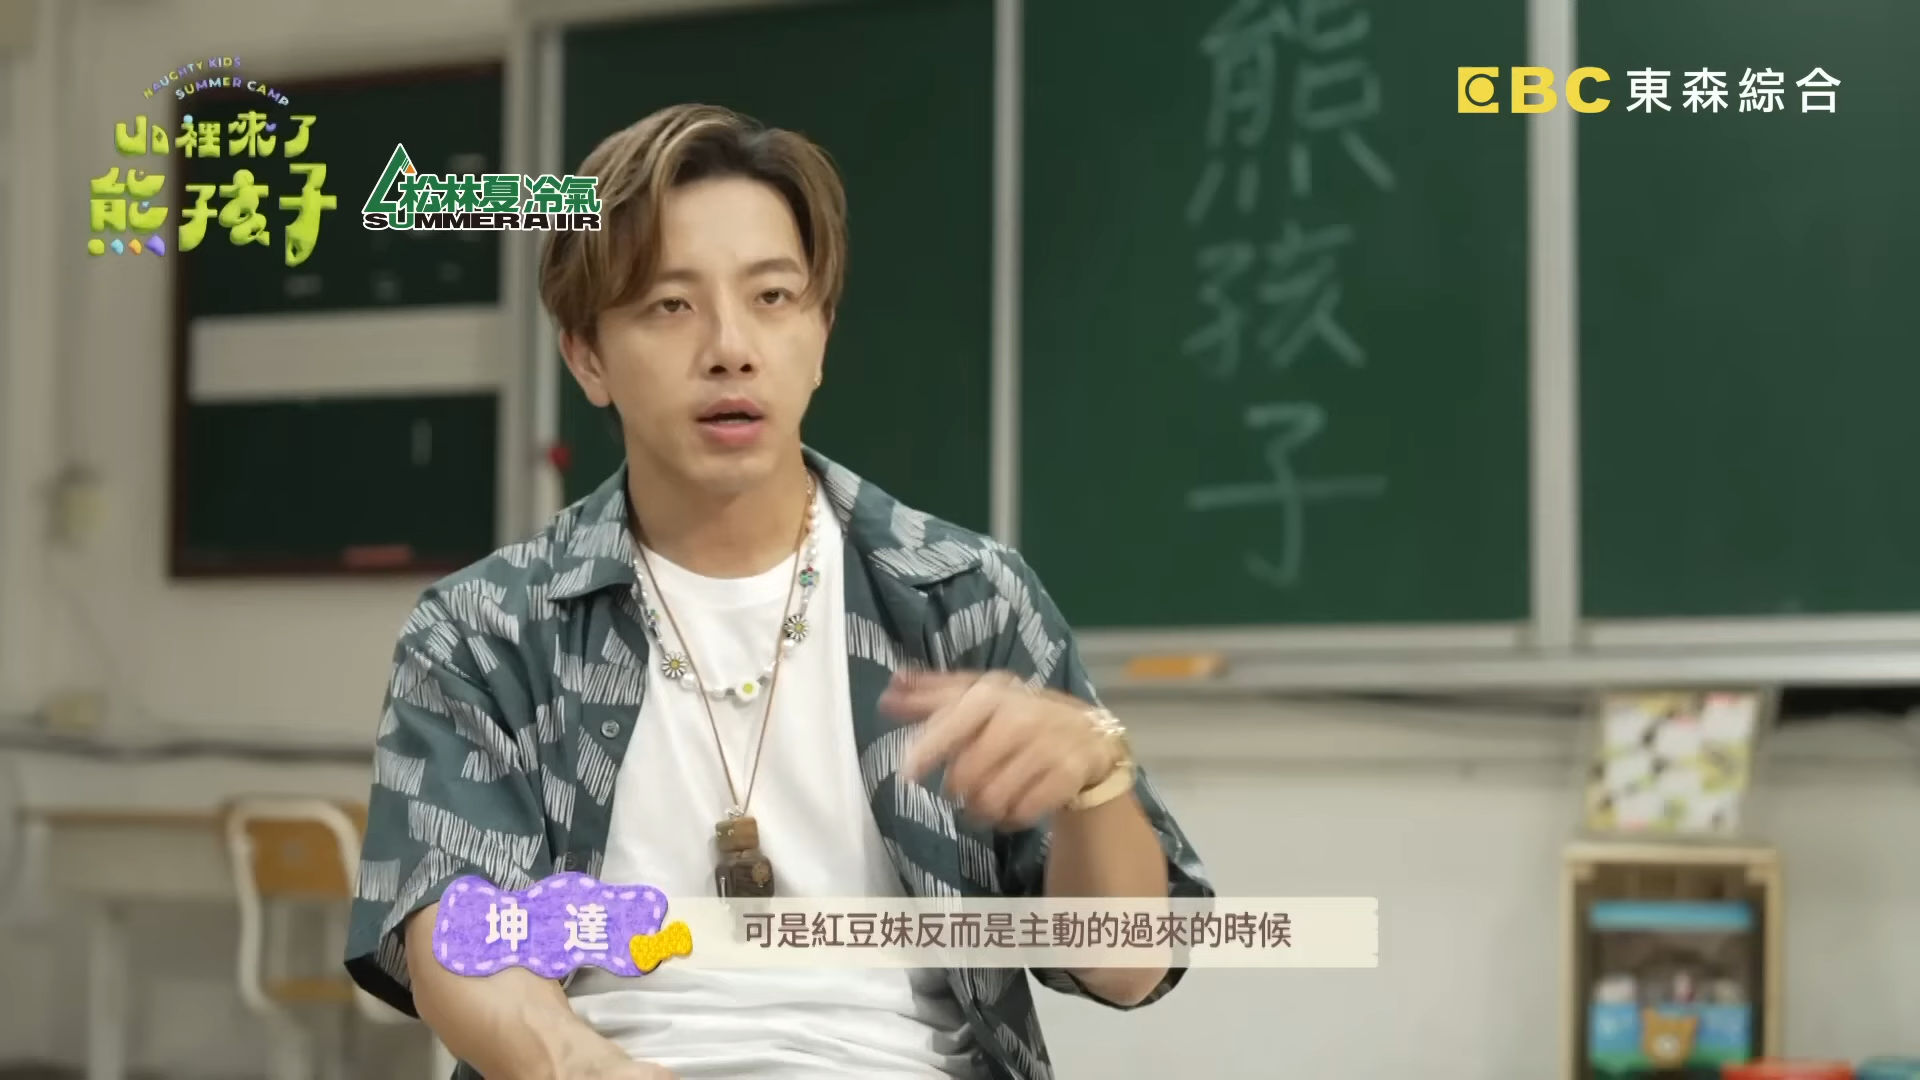 NAUGHTY KIDS
SUMMER CAMP
山裡來了
熊孩子
松林夏冷氣
SUMMER AIR
EBC 東森綜合
熊孩子
坤達
可是紅豆妹反而是主動的過來的時候